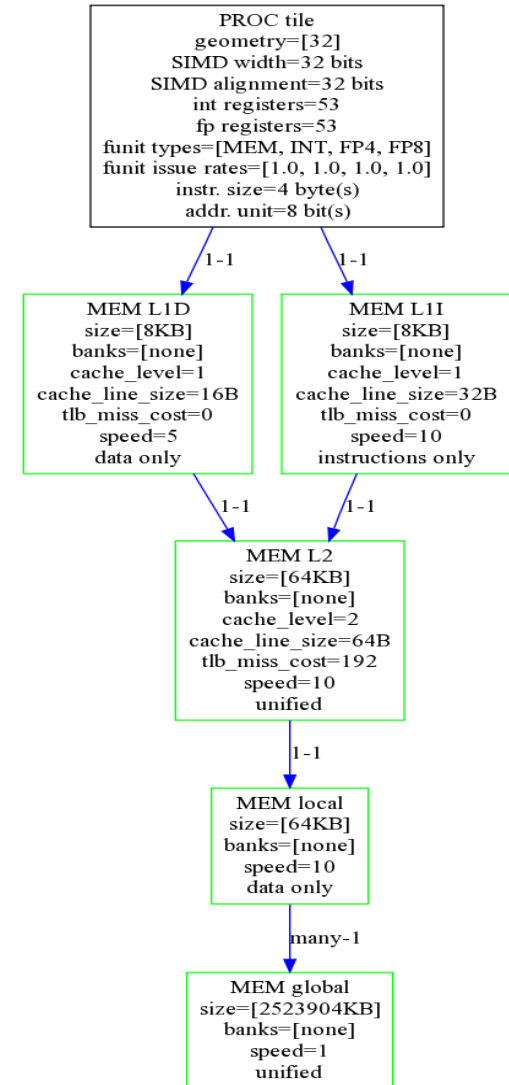 PROC tile
geometry=[32]
SIMD width=32 bits
SIMD alignment=32 bits
int registers=53
fp registers=53
funit types=[MEM, INT, FP4, FP8]
funit issue rates=[1.0, 1.0, 1.0, 1.0]
instr. size=4 byte(s)
addr. unit=8 bit(s)
1-1
1-1
MEM L1D
size=[8KB]
banks=[none]
cache_level=1
cache_line_size=16B
tlb_miss_cost=0
speed=5
data only
MEM L1I
size=[8KB]
banks=[none]
cache_level=1
cache_line_size=32B
tlb_miss_cost=0
speed=10
instructions only
1-1
1-1
MEM L2
size=[64KB]
banks=[none]
cache_level=2
cache_line_size=64B
tlb_miss_cost=192
speed=10
unified
1-1
MEM local
size=[64KB]
banks=[none]
speed=10
data only
many-1
MEM global
size=[2523904KB]
banks=[none]
speed=1
unified